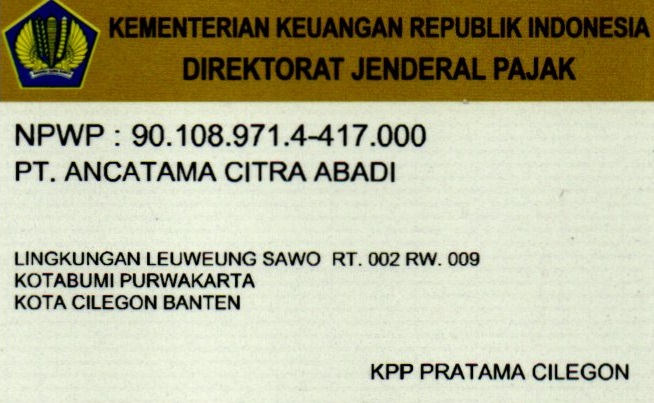 KEMENTERIAN KEUANGAN REPUBLIK INDONESIA
DIREKTORAT JENDERAL PAJAK
NPWP : 90.108.971.4-417.000
PT. ANCATAMA CITRA ABADI
LINGKUNGAN LEUWEUNG SAWO RT. 002 RW. 009
KOTABUMI PURWAKARTA
KOTA CILEGON BANTEN
KPP PRATAMA CILEGON